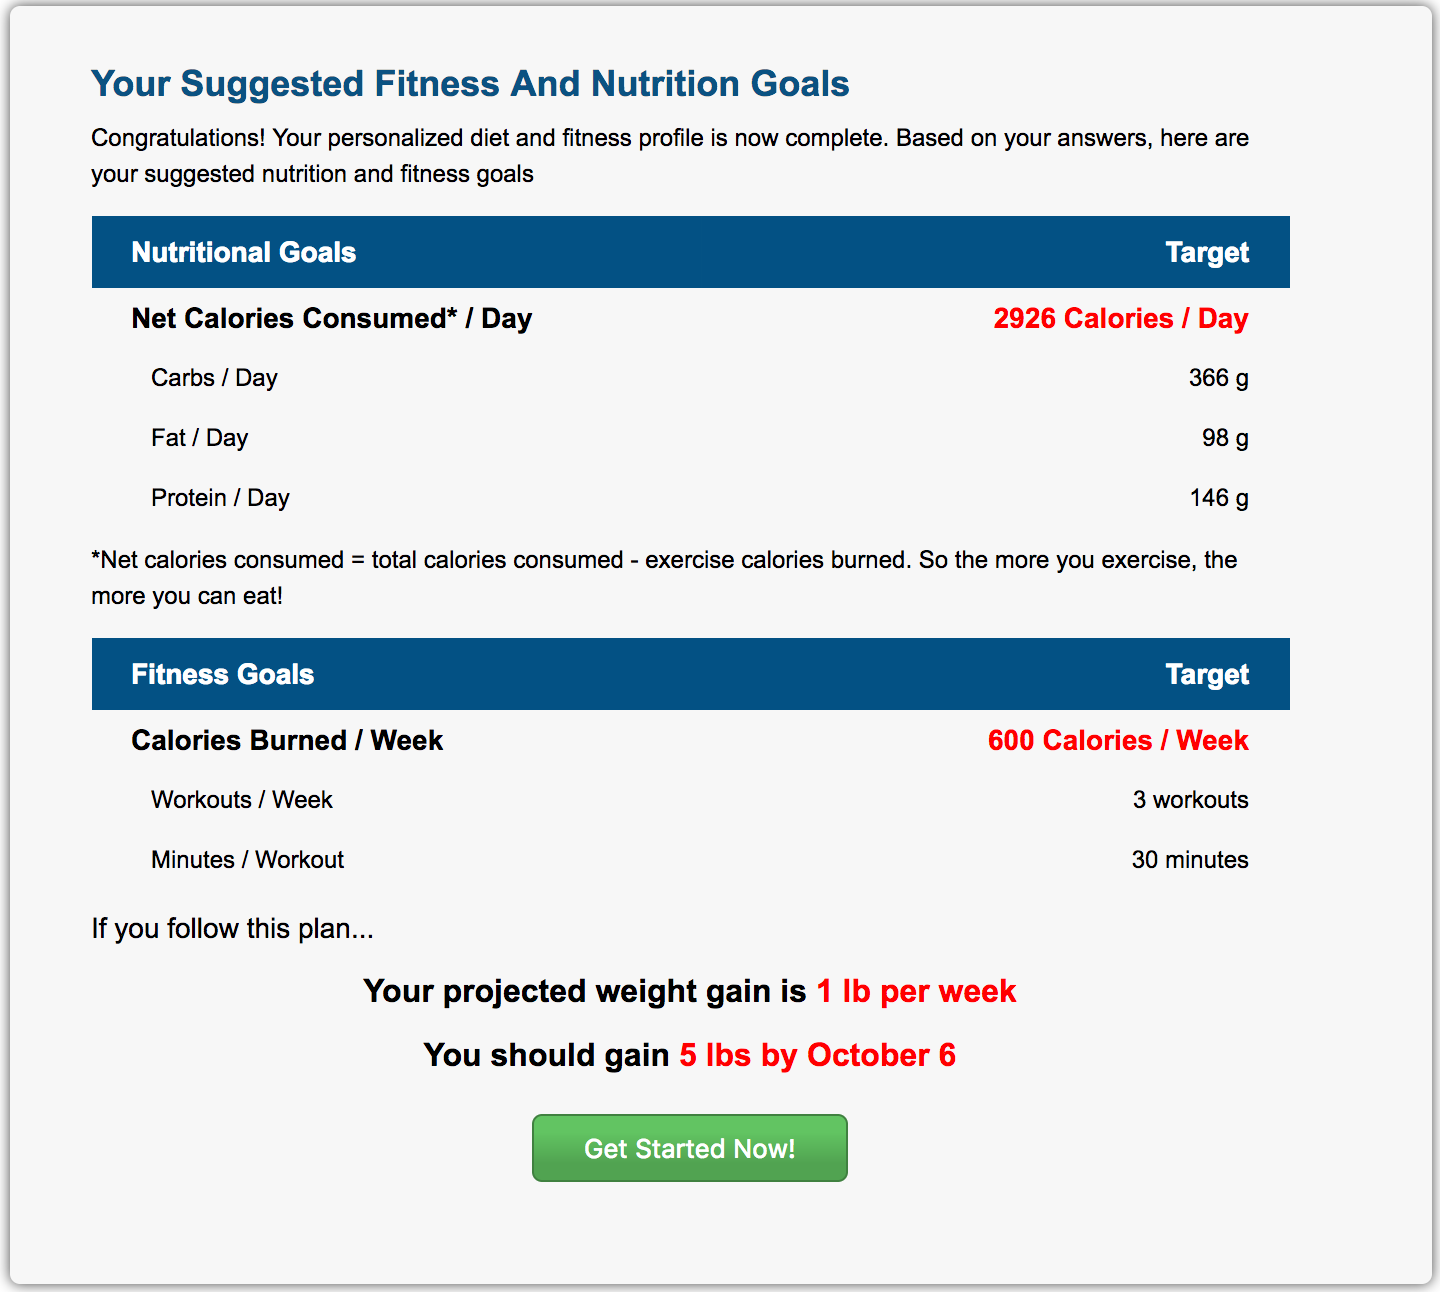 Your Suggested Fitness And Nutrition Goals
Congratulations! Your personalized diet and fitness profile is now complete. Based on your answers, here are
your suggested nutrition and fitness goals
Nutritional Goals Target
Net Calories Consumed* / Day 2926 Calories / Day
Carbs / Day 366 g
Fat / Day 98 g
Protein / Day 146 g
*Net calories consumed = total calories consumed - exercise calories burned. So the more you exercise, the
more you can eat!
Fitness Goals Target
Calories Burned / Week 600 Calories / Week
Workouts / Week 3 workouts
Minutes / Workout 30 minutes
If you follow this plan...
Your projected weight gain is 1 lb per week
You should gain 5 lbs by October 6
Get Started Now!